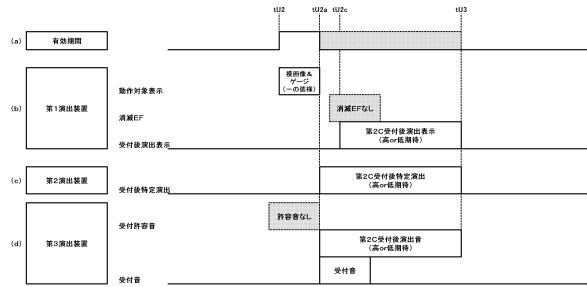 tU2 tU2a tU2c tU3
(a) 有効期間
操画像&
ゲージ
(一の態様)
動作対象表示
(b) 第1演出装置
消滅EF 消滅EFなし
第2C受付後演出表示
(高or低期待)
受付後演出表示
(c) 第2演出装置
第2C受付後特定演出
(高or低期待)
受付後特定演出
許容音なし
受付許容音
(d) 第3演出装置
第2C受付後演出音
(高or低期待)
受付音
受付音